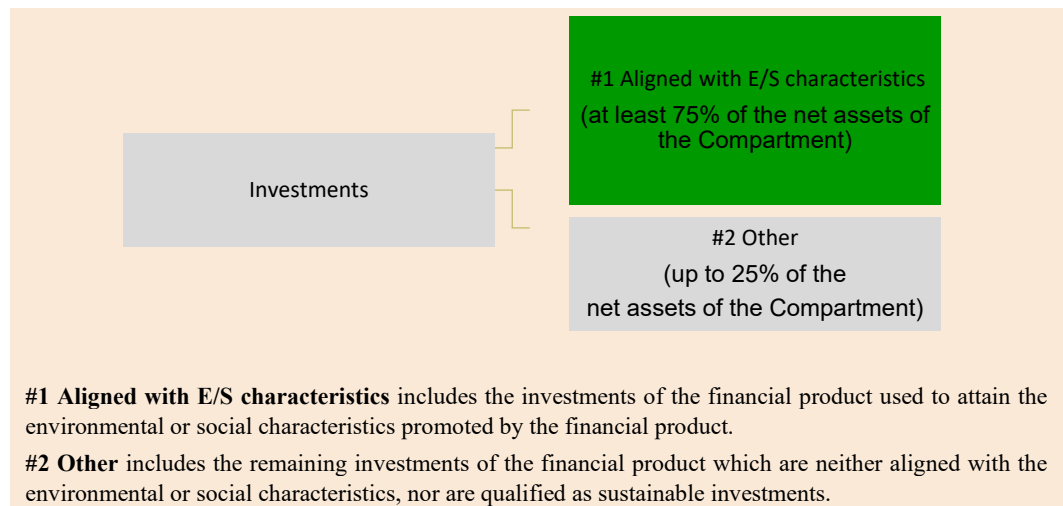 #1 Aligned with E/S characteristics
(at least 75% of the net assets of
the Compartment)
Investments
#2 Other
(up to 25% of the
net assets of the Compartment)
#1 Aligned with E/S characteristics includes the investments of the financial product used to attain the
environmental or social characteristics promoted by the financial product.
#2 Other includes the remaining investments of the financial product which are neither aligned with the
environmental or social characteristics, nor are qualified as sustainable investments.